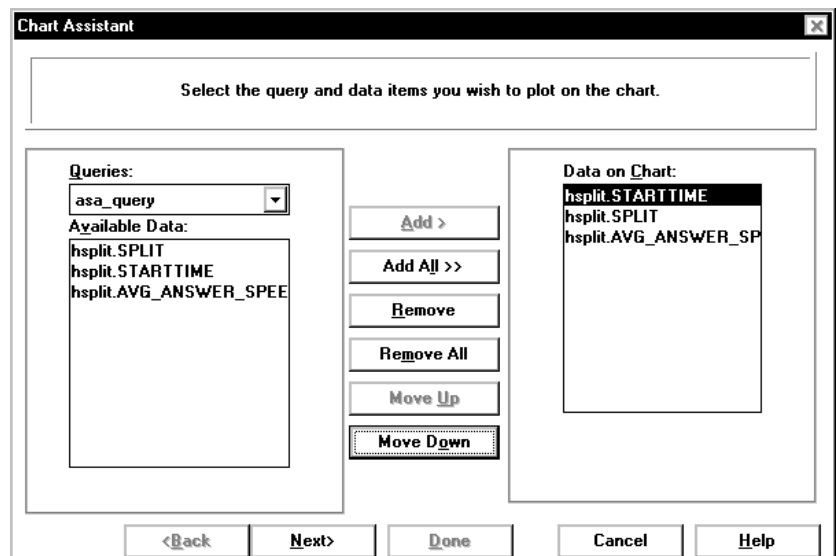 Chart Assistant
Select the query and data items you wish to plot on the chart.
Queries:
asa_query
Available Data:
hsplit.SPLIT
hsplit.STARTTIME
hsplit.AVG_ANSWER_SPEE
Add >
Add All >>
Remove
Remove All
Move Up
Move Down
Data on Chart:
hsplit.STARTTIME
hsplit.SPLIT
hsplit.AVG_ANSWER_SP
<Back
Next>
Done
Cancel
Help